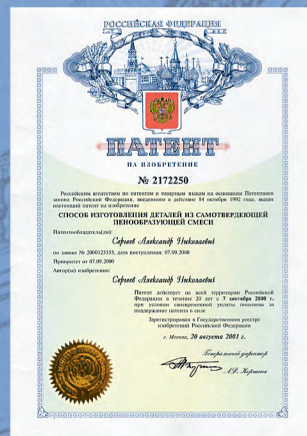 РОССИЙСКАЯ ФЕДЕРАЦИЯ
ПАТЕНТ
НА ИЗОБРЕТЕНИЕ
№ 2172250
Российским агентством по патентам и товарным знакам на основании Патентного
закона Российской Федерации, введенного в действие 14 октября 1992 года, выдан
настоящий патент на изобретение
СПОСОБ ИЗГОТОВЛЕНИЯ ДЕТАЛЕЙ ИЗ САМОТВЕРДЕЮЩЕЙ
ПЕНООБРАЗУЮЩЕЙ СМЕСИ
Патентообладатель(ли):
Сергеев Александр Николаевич
по заявке № 2000123333, дата поступления: 07.09.2000
Приоритет от 07.09.2000
Автор(ы) изобретения:
Сергеев Александр Николаевич
Патент действует на всей территории Российской
Федерации в течение 20 лет с 7 сентября 2000 г.
при условии своевременной уплаты пошлины за
поддержание патента в силе
Зарегистрирован в Государственном реестре
изобретений Российской Федерации
г. Москва, 20 августа 2001 г.
Генеральный директор
А.Д. Корчагин